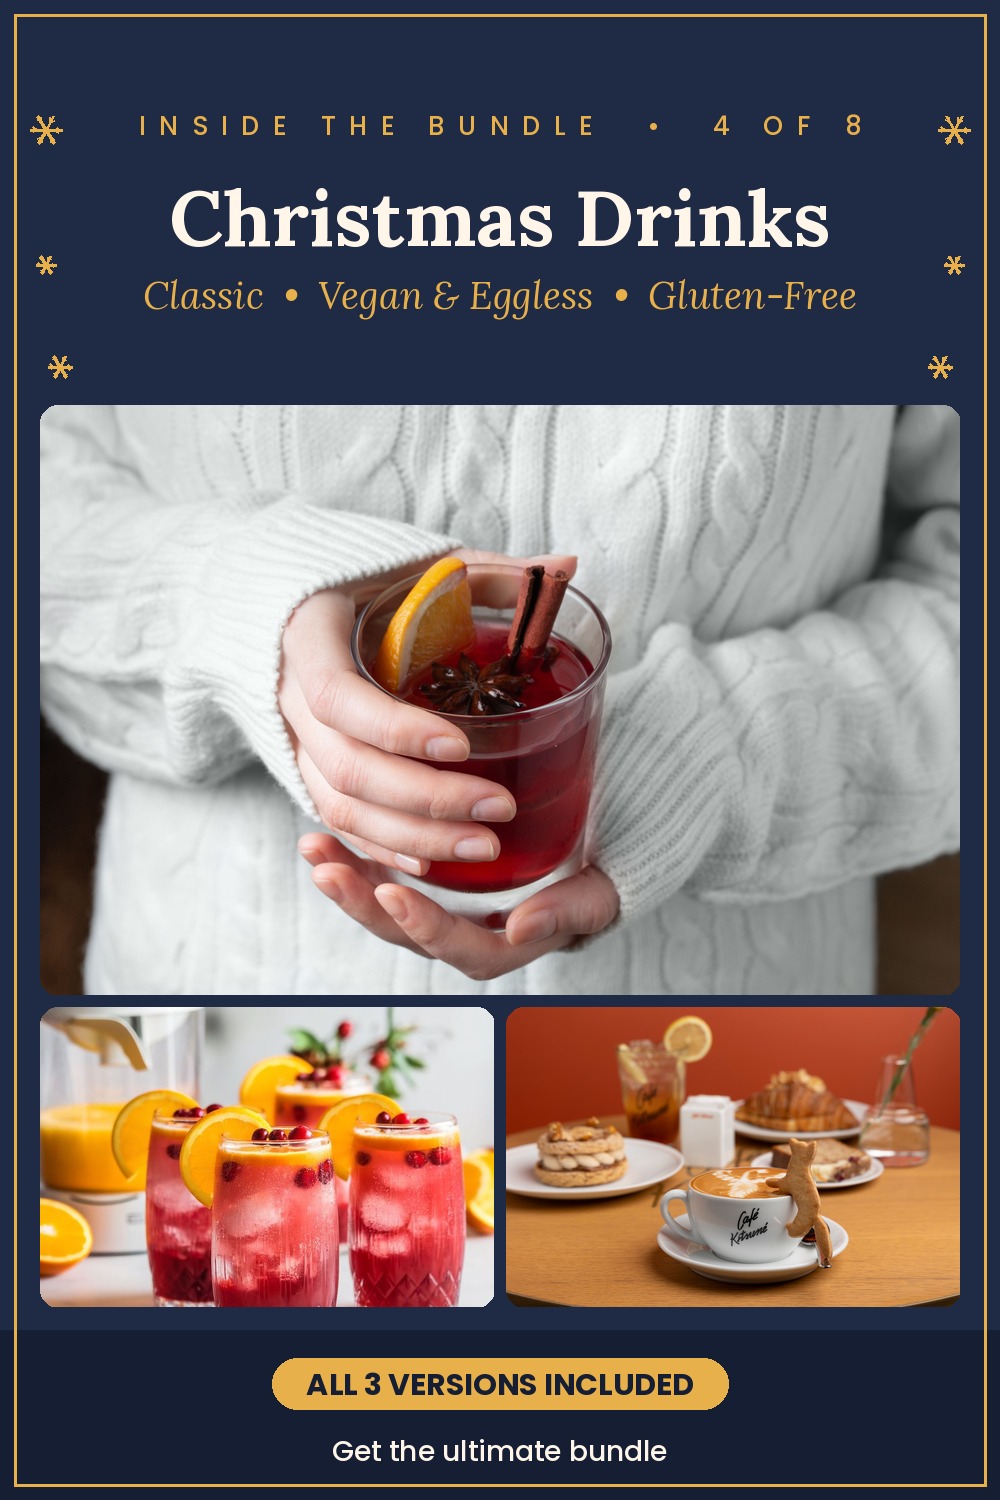 INSIDE THE BUNDLE • 4 OF 8
Christmas Drinks
Classic • Vegan & Eggless • Gluten-Free
Café
Kitsuné
ALL 3 VERSIONS INCLUDED
Get the ultimate bundle